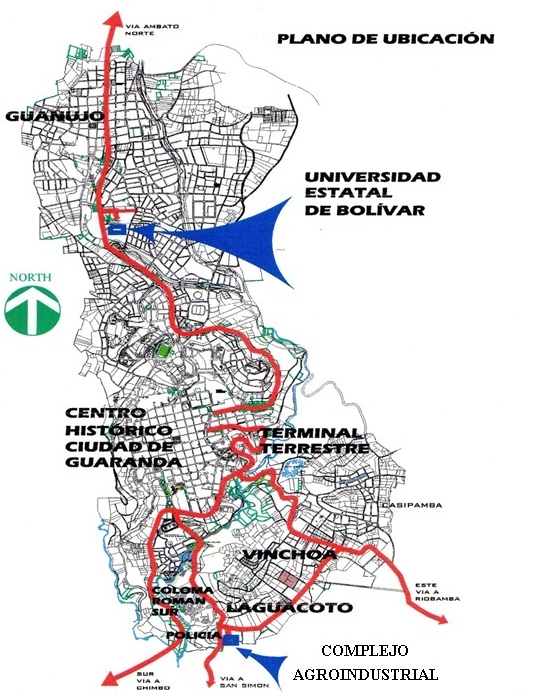 VIA AMBATO
NORTE
PLANO DE UBICACIÓN
GUANUJO
UNIVERSIDAD
ESTATAL
DE BOLÍVAR
NORTH
CENTRO
HISTÓRICO
CIUDAD DE
GUARANDA
TERMINAL
TERRESTRE
CASIPAMBA
VINCHOA
ESTE
VIA A
RIOBAMBA
COLOMA
ROMAN
SUR
LAGUACOTO
POLICIA
COMPLEJO
AGROINDUSTRIAL
SUR
VIA A
CHIMBO
VIA A
SAN SIMON